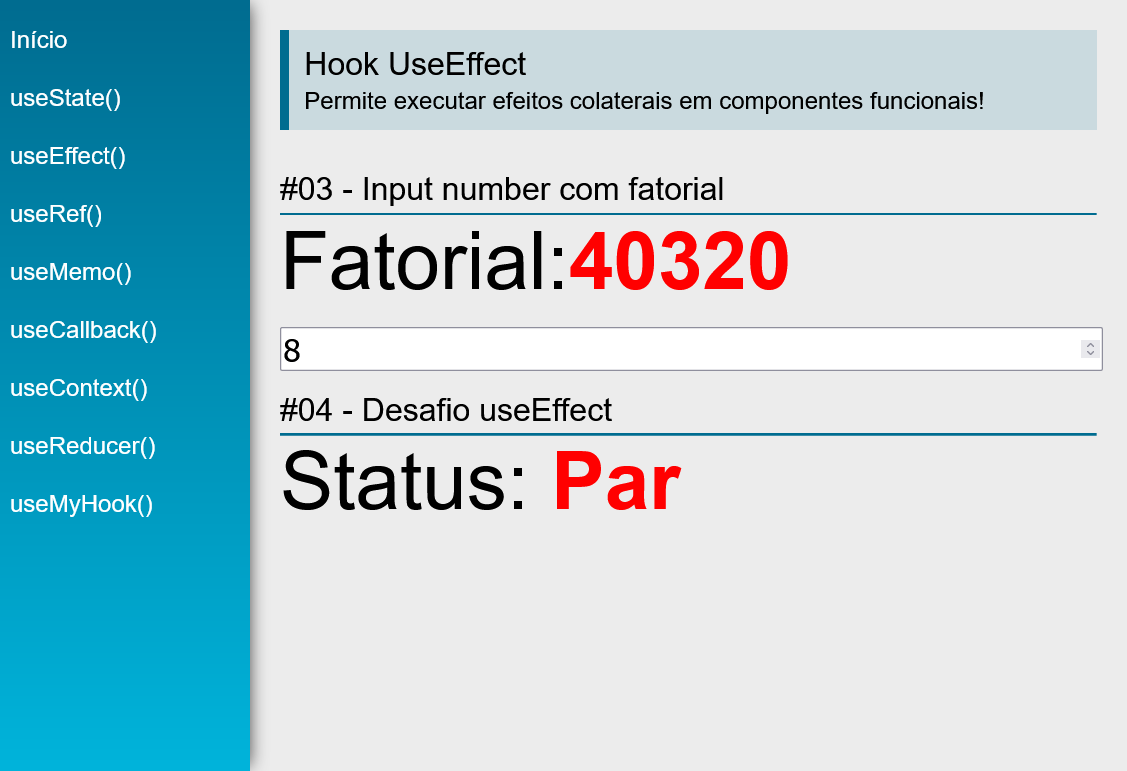 Início
useState()
useEffect()
useRef()
useMemo()
useCallback()
useContext()
useReducer()
useMyHook()
Hook UseEffect
Permite executar efeitos colaterais em componentes funcionais!
#03 - Input number com fatorial
Fatorial:40320
8
#04 - Desafio useEffect
Status: Par